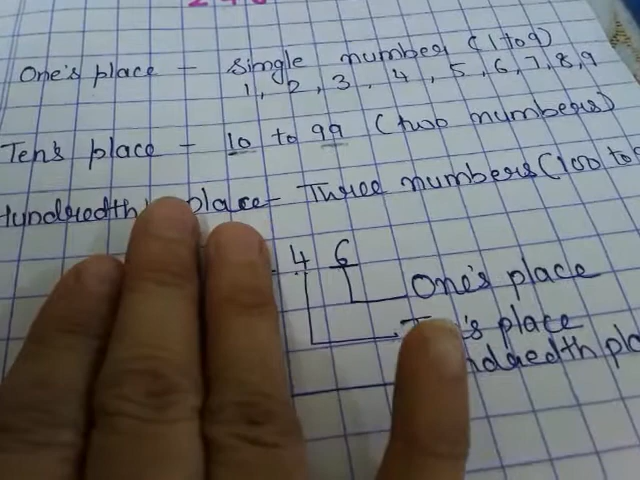 One's place - single number (1 to 9)
1, 2, 3, 4, 5, 6, 7, 8, 9
Ten's place - 10 to 99 (two numbers)
place - Three numbers (100 to
4 6
One's place
place